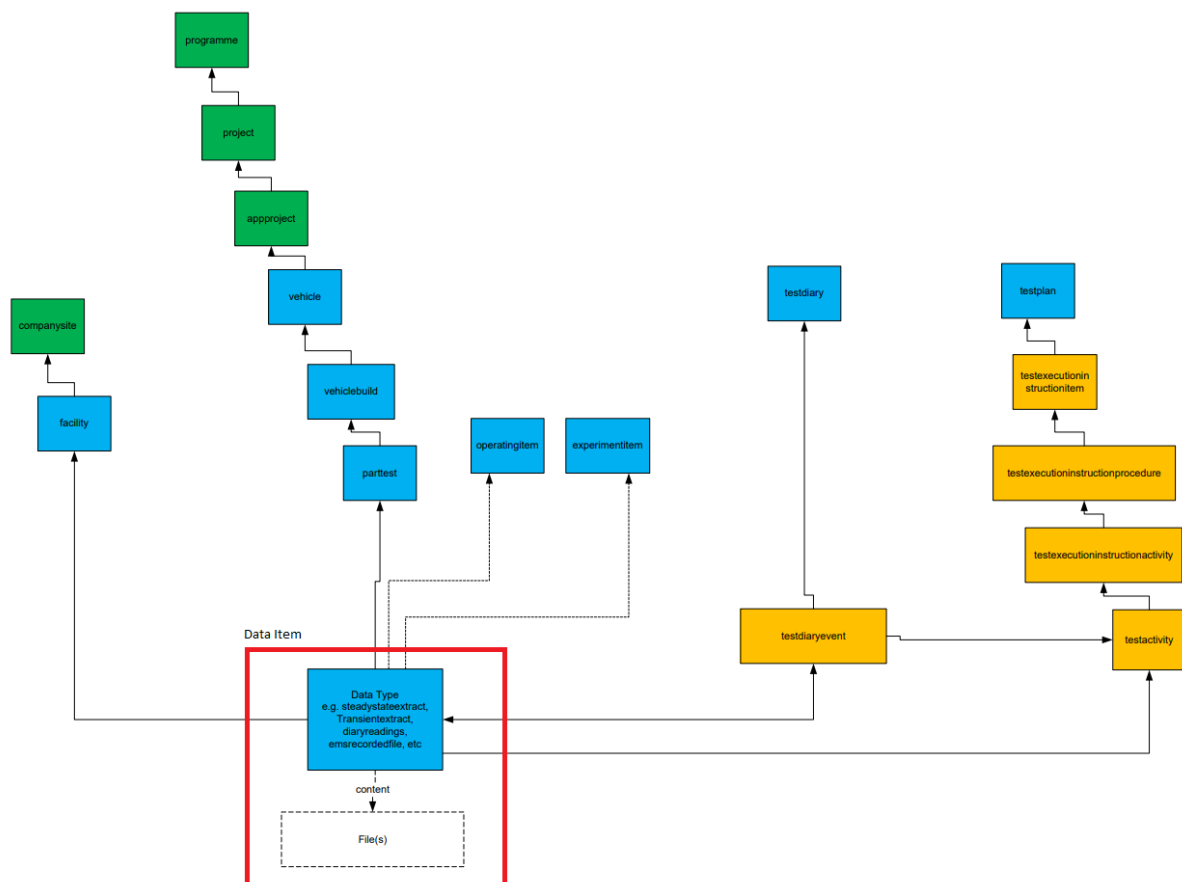 programme
project
appproject
vehicle
testdiary
testplan
companysite
testexecutionin
structionitem
vehiclebuild
facility
operatingitem
experimentitem
parttest
testexecutioninstructionprocedure
testexecutioninstructionactivity
Data Item
testdiaryevent
testactivity
Data Type
e.g. steadystateextract,
Transientextract,
diaryreadings,
emsrecordedfile, etc
content
File(s)